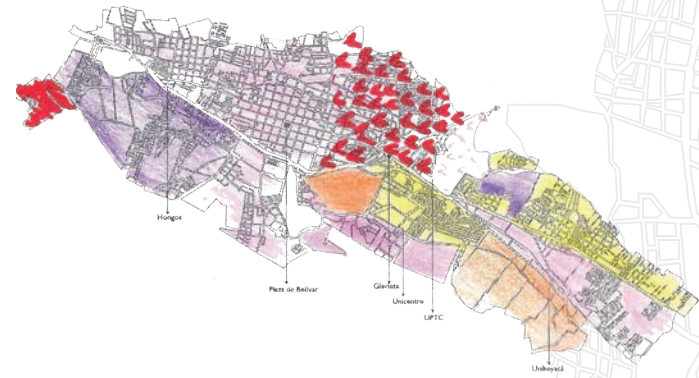 Hongos
Plaza de Bolívar
Glorieta
Unicentro
UPTC
Uniboyacá